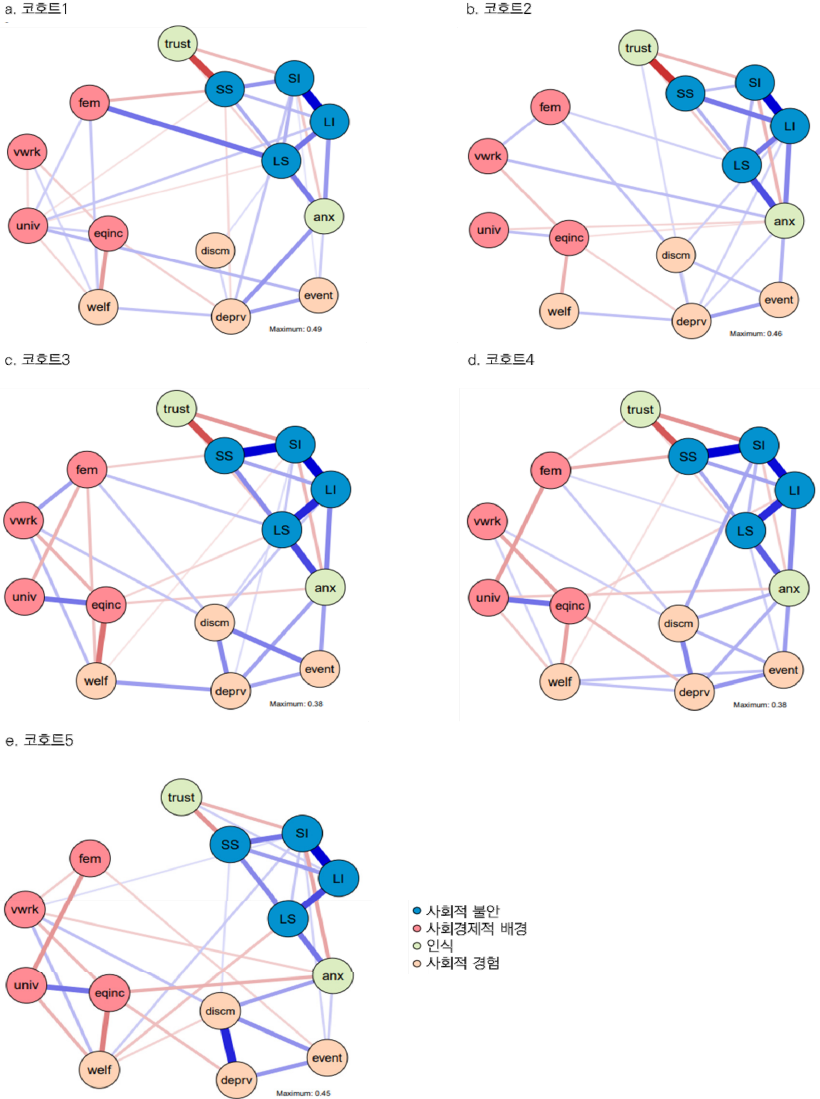 a. 코호트1
b. 코호트2
trust
SS
SI
LI
LS
fem
vwrk
univ
eqinc
welf
discm
deprv
event
anx
Maximum: 0.49
trust
SS
SI
LI
LS
fem
vwrk
univ
eqinc
welf
discm
deprv
event
anx
Maximum: 0.46
c. 코호트3
d. 코호트4
trust
SS
SI
LI
LS
fem
vwrk
univ
eqinc
welf
discm
deprv
event
anx
Maximum: 0.38
trust
SS
SI
LI
LS
fem
vwrk
univ
eqinc
welf
discm
deprv
event
anx
Maximum: 0.38
e. 코호트5
trust
SS
SI
LI
LS
fem
vwrk
univ
eqinc
welf
discm
deprv
event
anx
Maximum: 0.45
사회적 불안
사회경제적 배경
인식
사회적 경험